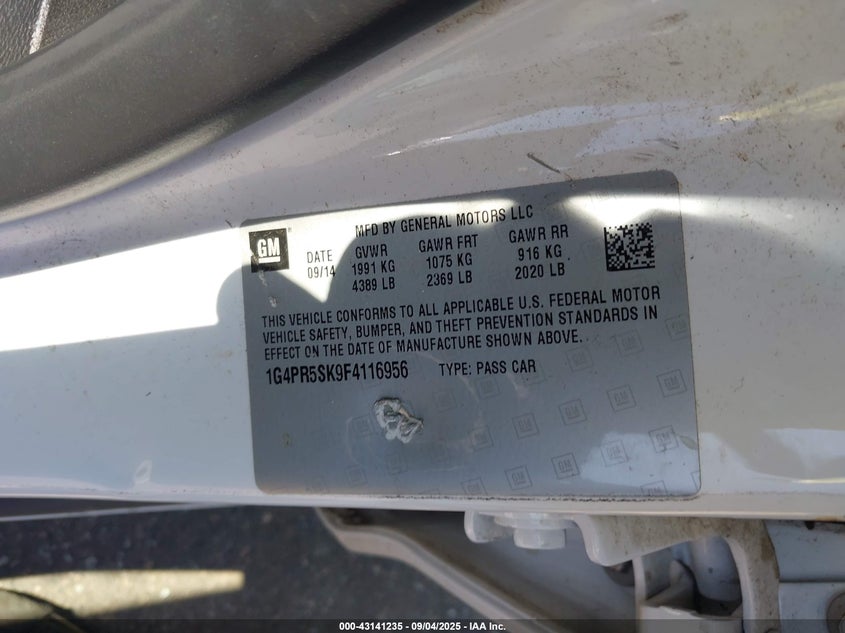 MFD BY GENERAL MOTORS LLC
GM
DATE GVWR GAWR FRT GAWR RR
09/14 1991 KG 1075 KG 916 KG
4389 LB 2369 LB 2020 LB
THIS VEHICLE CONFORMS TO ALL APPLICABLE U.S. FEDERAL MOTOR
VEHICLE SAFETY, BUMPER, AND THEFT PREVENTION STANDARDS IN
EFFECT ON THE DATE OF MANUFACTURE SHOWN ABOVE.
1G4PR5SK9F4116956 TYPE: PASS CAR
000-43141235 - 09/04/2025 - IAA Inc.